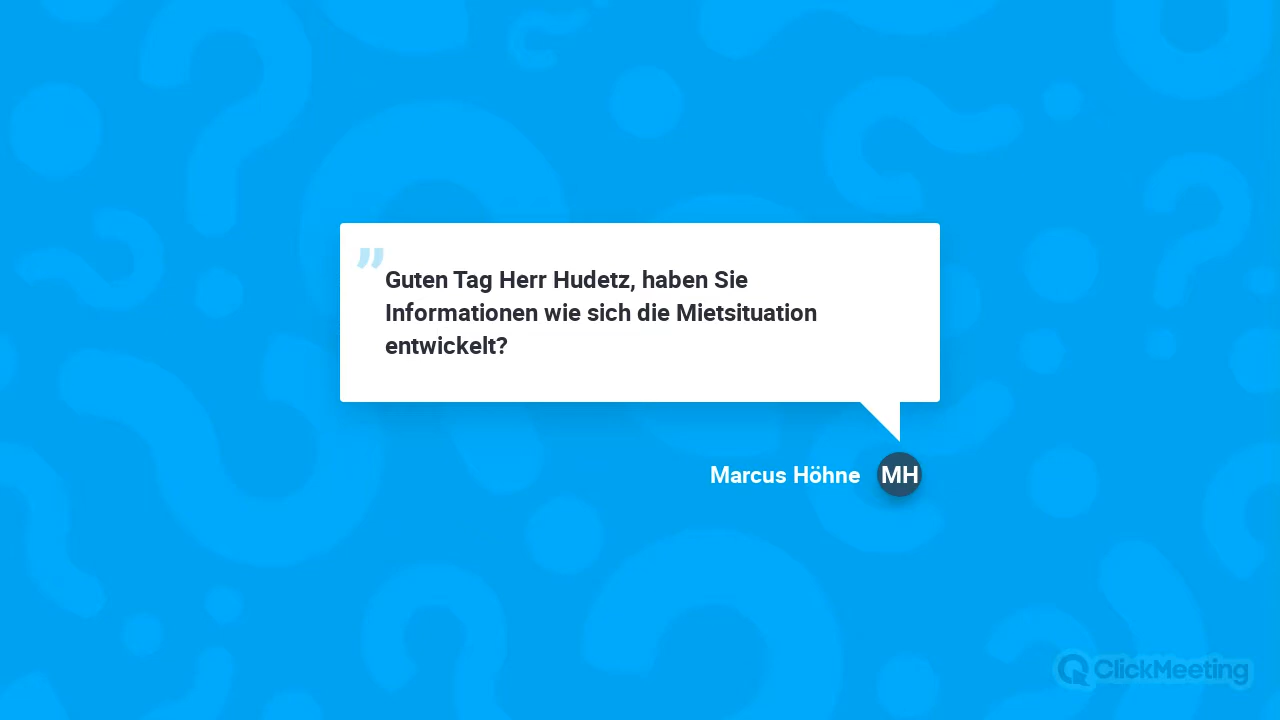 Guten Tag Herr Hudetz, haben Sie
Informationen wie sich die Mietsituation
entwickelt?
Marcus Höhne
MH
ClickMeeting